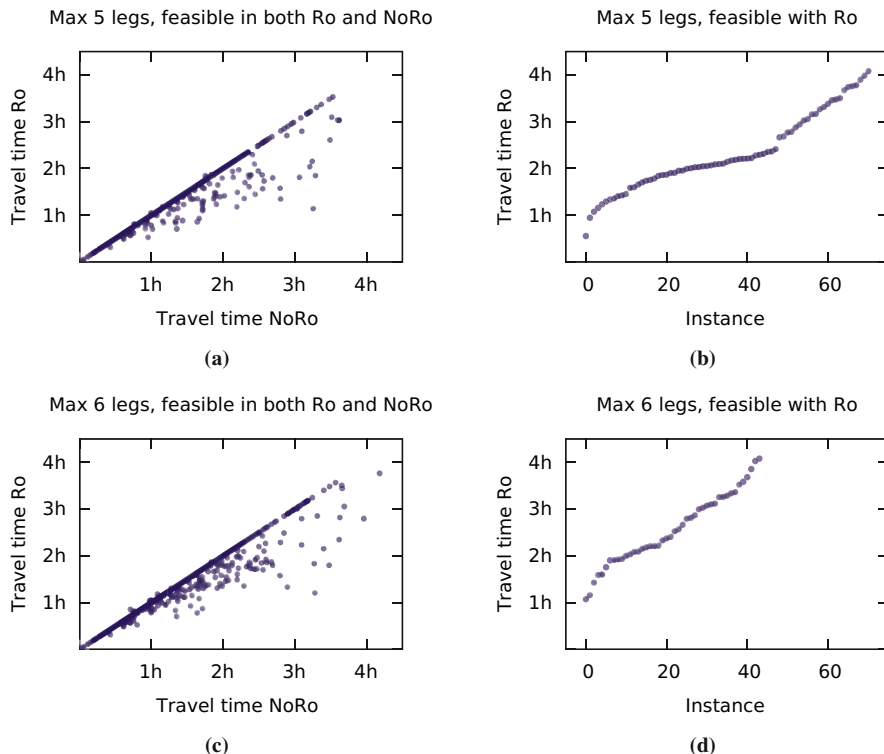 Max 5 legs, feasible in both Ro and NoRo
Travel time Ro
4h
3h
2h
1h
1h 2h 3h 4h
Travel time NoRo
(a)
Max 5 legs, feasible with Ro
Travel time Ro
4h
3h
2h
1h
0 20 40 60
Instance
(b)
Max 6 legs, feasible in both Ro and NoRo
Travel time Ro
4h
3h
2h
1h
1h 2h 3h 4h
Travel time NoRo
(c)
Max 6 legs, feasible with Ro
Travel time Ro
4h
3h
2h
1h
0 20 40 60
Instance
(d)